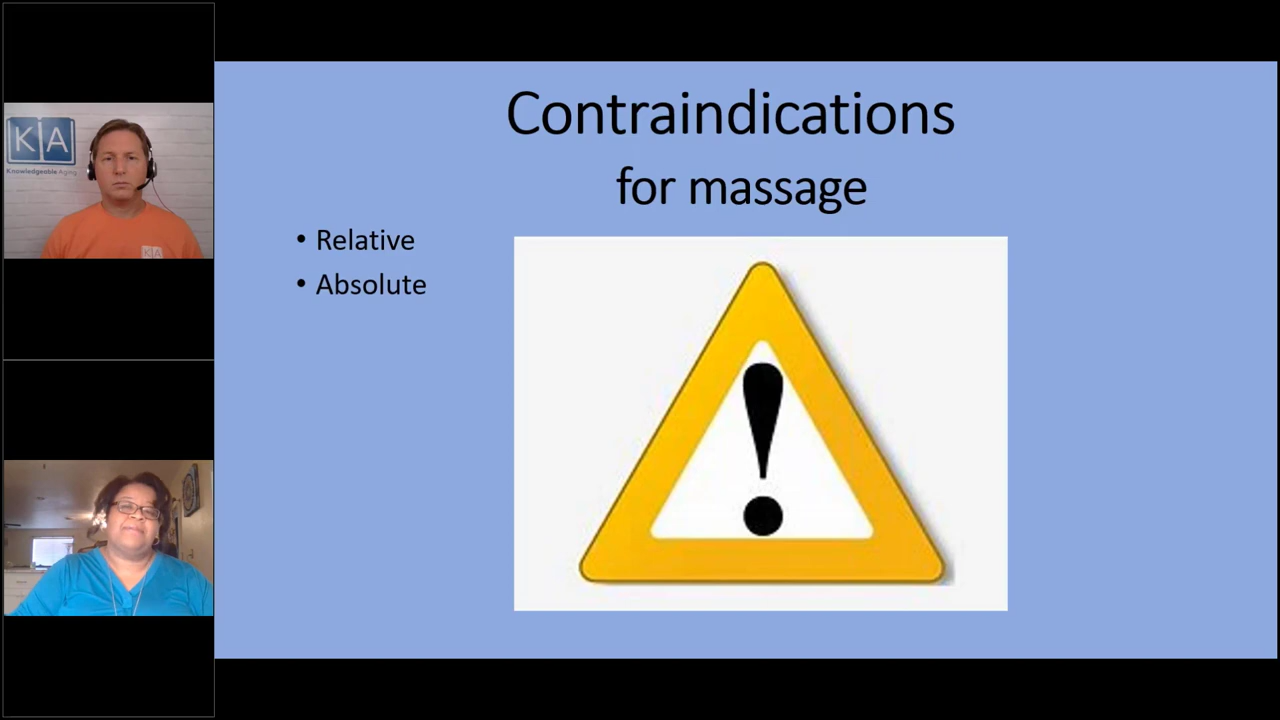 Contraindications
for massage
• Relative
• Absolute
K|A
Knowledgeable Aging
K|A